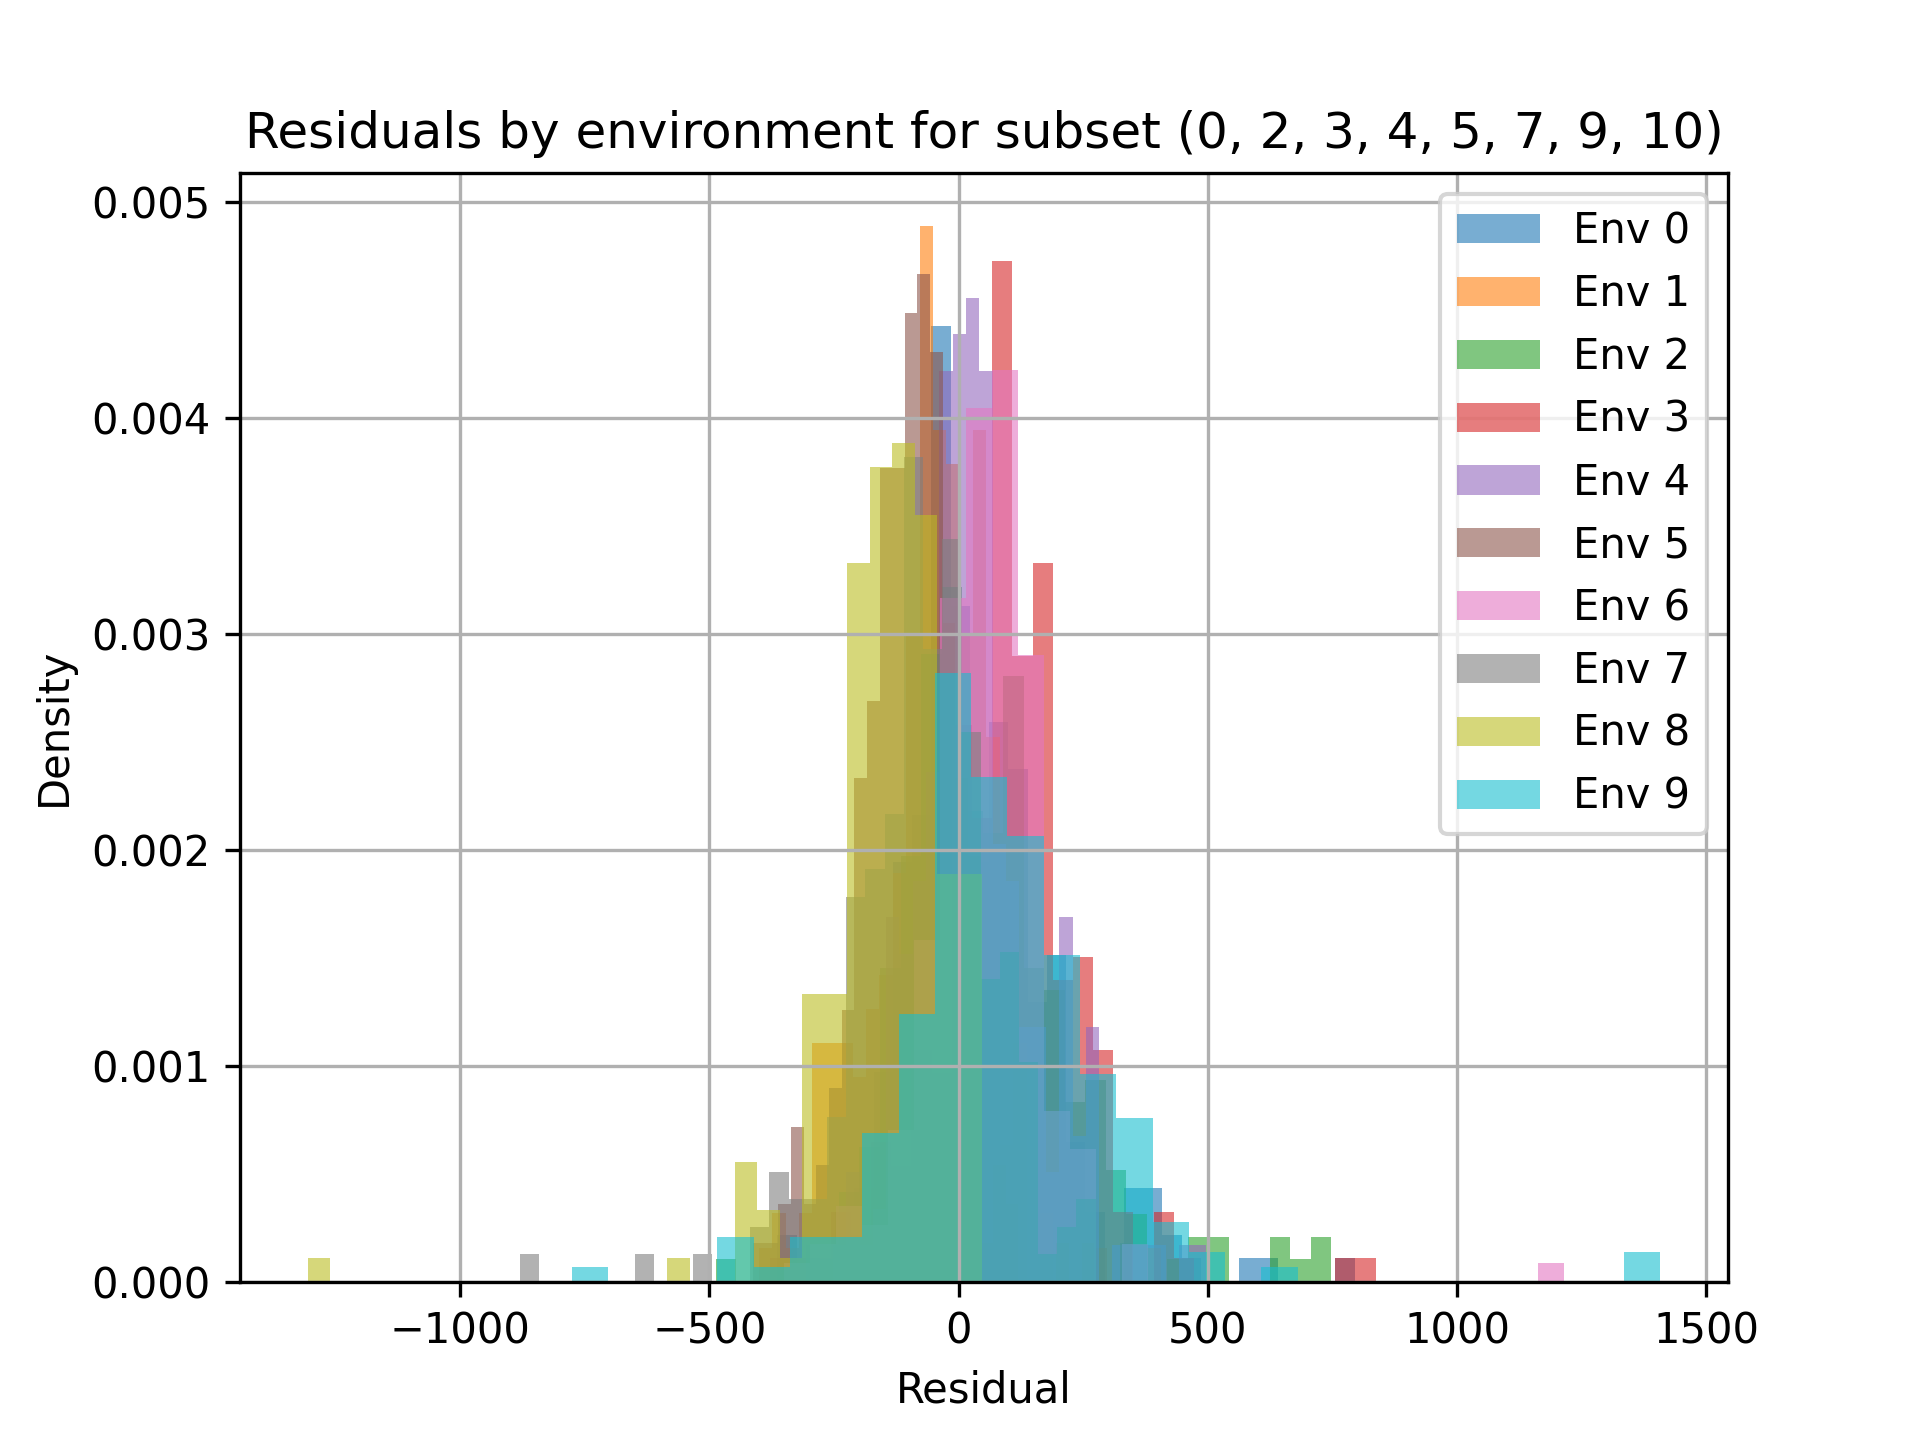 Residuals by environment for subset (0, 2, 3, 4, 5, 7, 9, 10)
0.005
0.004
0.003
0.002
0.001
0.000
Density
Env 0
Env 1
Env 2
Env 3
Env 4
Env 5
Env 6
Env 7
Env 8
Env 9
−1000 −500 0 500 1000 1500
Residual